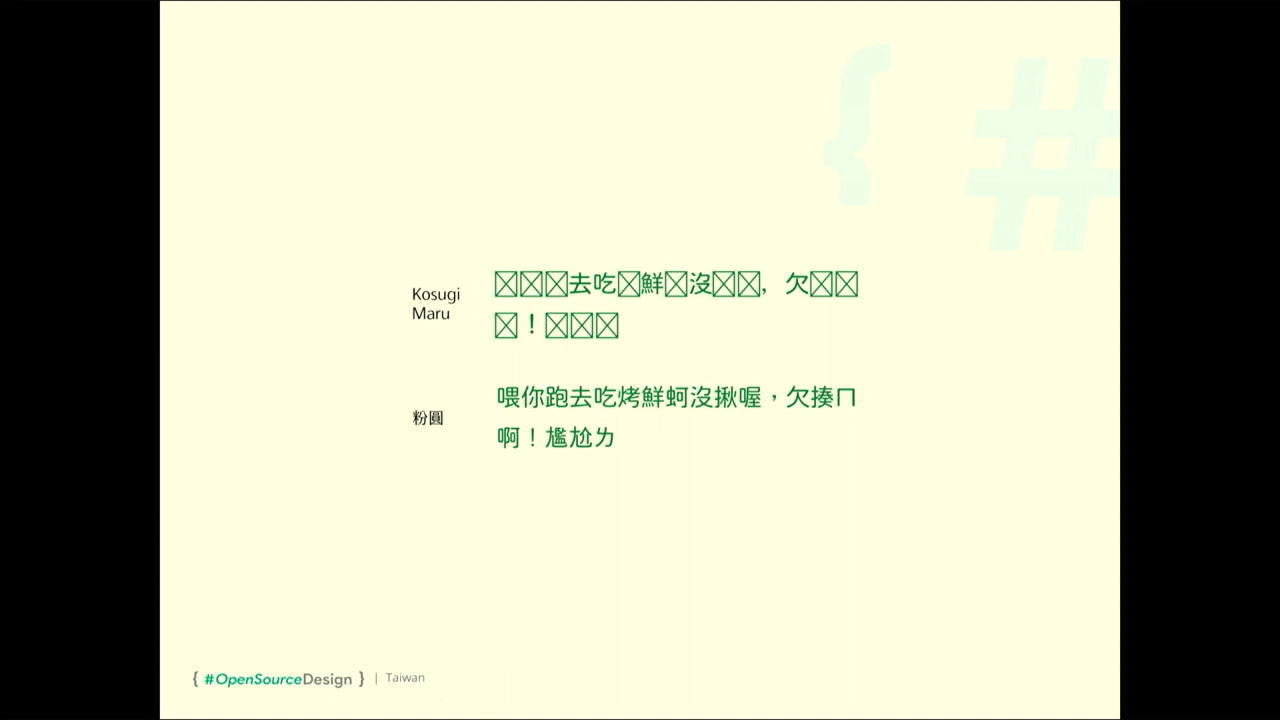 Kosugi
Maru
☒☒☒去吃☒鮮☒沒☒☒, 欠☒☒
☒！☒☒☒
粉圓
喂你跑去吃烤鮮蚵沒揪喔，欠揍ㄇ
啊！尷尬ㄌ
{ #OpenSourceDesign } | Taiwan
{ #